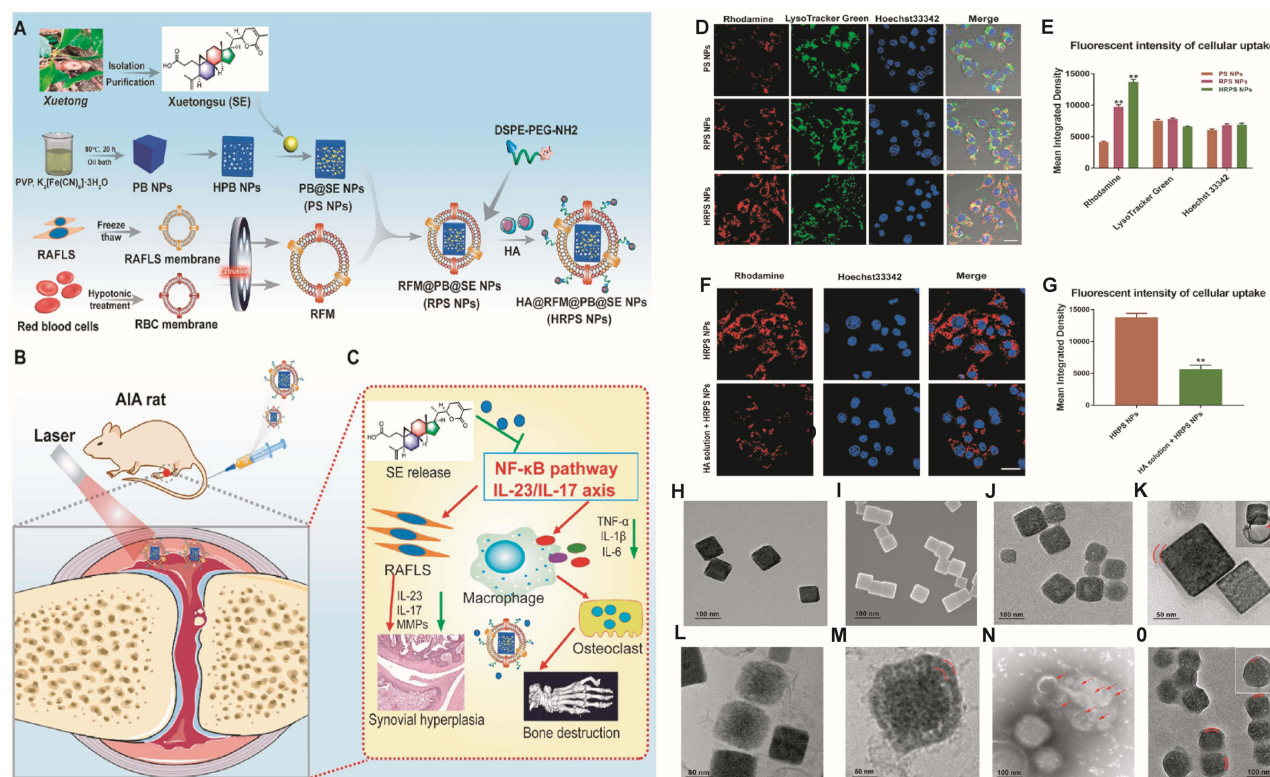 A
Xuetong
Isolation
Purification
HO
O
Xuetongsu (SE)
PVP, K3[Fe(CN)6]·3H2O
80℃, 20 h
Oil bath
PB NPs
HPB NPs
PB@SE NPs
(PS NPs)
DSPE-PEG-NH2
RAFLS
Freeze
thaw
RAFLS membrane
Red blood cells
Hypotonic
treatment
RBC membrane
Extrusion
RFM
RFM@PB@SE NPs
(RPS NPs)
HA
HA@RFM@PB@SE NPs
(HRPS NPs)
B
AIA rat
Laser
C
HO
O
SE release
NF-κB pathway
IL-23/IL-17 axis
RAFLS
Macrophage
TNF-α
IL-1β
IL-6
IL-23
IL-17
MMPs
Osteoclast
Synovial hyperplasia
Bone destruction
D
Rhodamine
LysoTracker Green
Hoechst33342
Merge
PS NPs
RPS NPs
HRPS NPs
E
Fluorescent intensity of cellular uptake
PS NPs
RPS NPs
HRPS NPs
Mean Integrated Density
15000
10000
5000
0
**
**
Rhodamine
LysoTracker Green
Hoechst 33342
F
Rhodamine
Hoechst33342
Merge
HRPS NPs
HA solution + HRPS NPs
G
Fluorescent intensity of cellular uptake
Mean Integrated Density
15000
10000
5000
0
**
HRPS NPs
HA solution + HRPS NPs
H
100 nm
I
100 nm
J
100 nm
K
50 nm
L
80 nm
M
60 nm
N
100 nm
O
100 nm